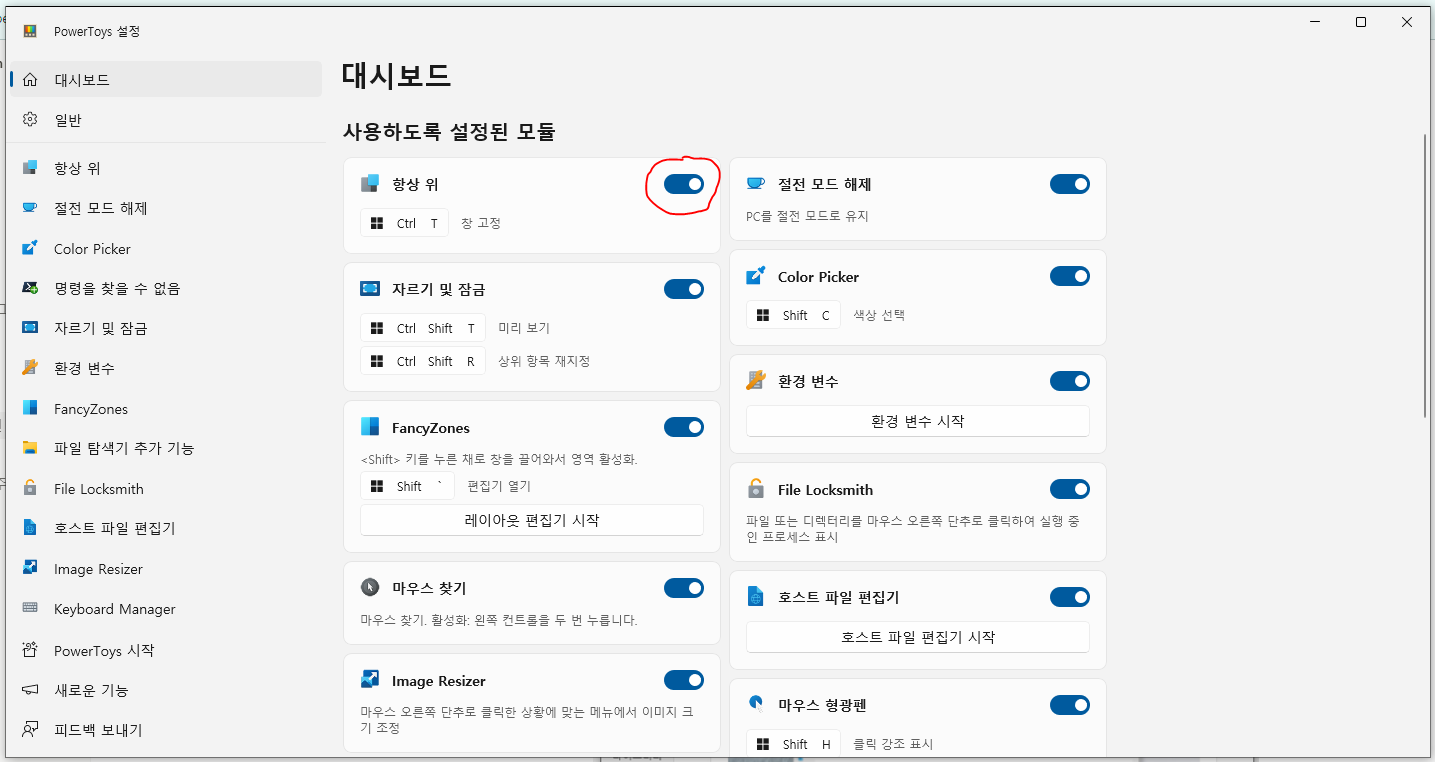 PowerToys 설정
대시보드
일반
항상 위
절전 모드 해제
Color Picker
명령을 찾을 수 없음
자르기 및 잠금
환경 변수
FancyZones
파일 탐색기 추가 기능
File Locksmith
호스트 파일 편집기
Image Resizer
Keyboard Manager
PowerToys 시작
새로운 기능
피드백 보내기
대시보드
사용하도록 설정된 모듈
항상 위
Ctrl T 창 고정
자르기 및 잠금
Ctrl Shift T 미리 보기
Ctrl Shift R 상위 항목 재지정
FancyZones
<Shift> 키를 누른 채로 창을 끌어와서 영역 활성화.
Shift ` 편집기 열기
레이아웃 편집기 시작
마우스 찾기
마우스 찾기. 활성화: 왼쪽 컨트롤을 두 번 누릅니다.
Image Resizer
마우스 오른쪽 단추로 클릭한 상황에 맞는 메뉴에서 이미지 크
기 조정
절전 모드 해제
PC를 절전 모드로 유지
Color Picker
Shift C 색상 선택
환경 변수
환경 변수 시작
File Locksmith
파일 또는 디렉터리를 마우스 오른쪽 단추로 클릭하여 실행 중
인 프로세스 표시
호스트 파일 편집기
호스트 파일 편집기 시작
마우스 형광펜
Shift H 클릭 강조 표시